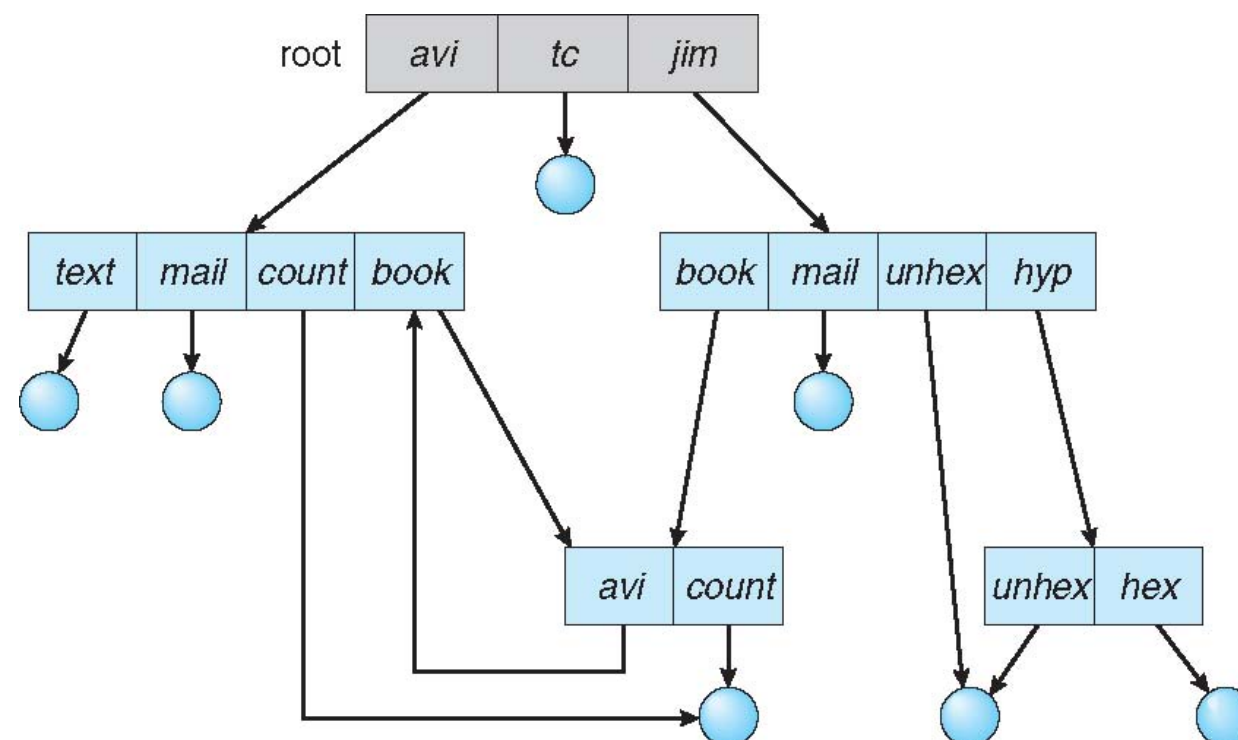 root avi tc jim
text mail count book book mail unhex hyp
avi count unhex hex